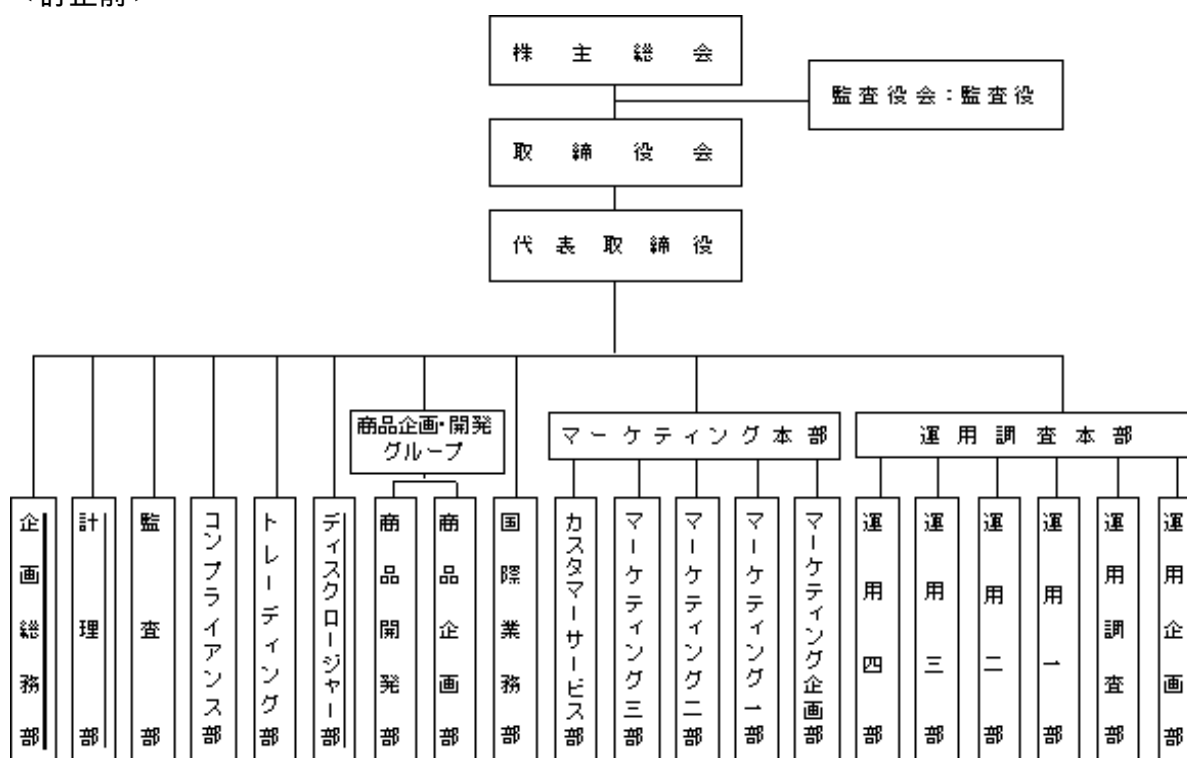 <訂正前>
株主総会
監査役会：監査役
取締役会
代表取締役
商品企画・開発
グループ
マーケティング本部
運用調査本部
企画総務部
計理部
監査部
コンプライアンス部
トレーディング部
ディスクロージャー部
商品開発部
商品企画部
国際業務部
カスタマーサービス部
マーケティング三部
マーケティング二部
マーケティング一部
マーケティング企画部
運用四部
運用三部
運用二部
運用一部
運用調査部
運用企画部